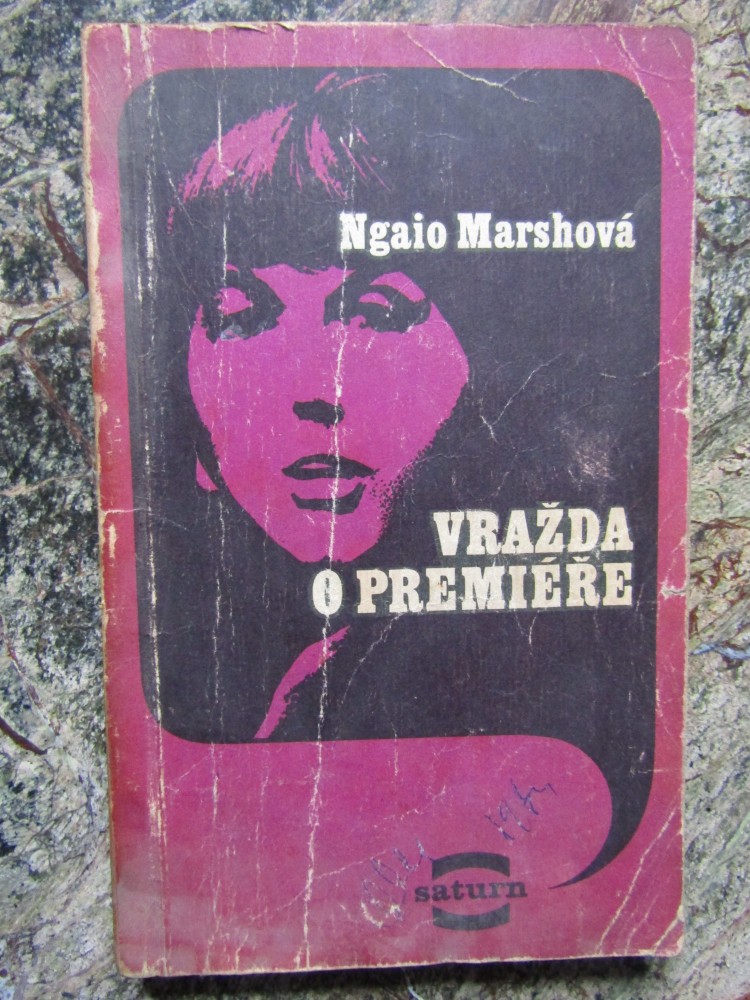 Ngaio Marshová
VRAŽDA
O PREMIÉŘE
saturn